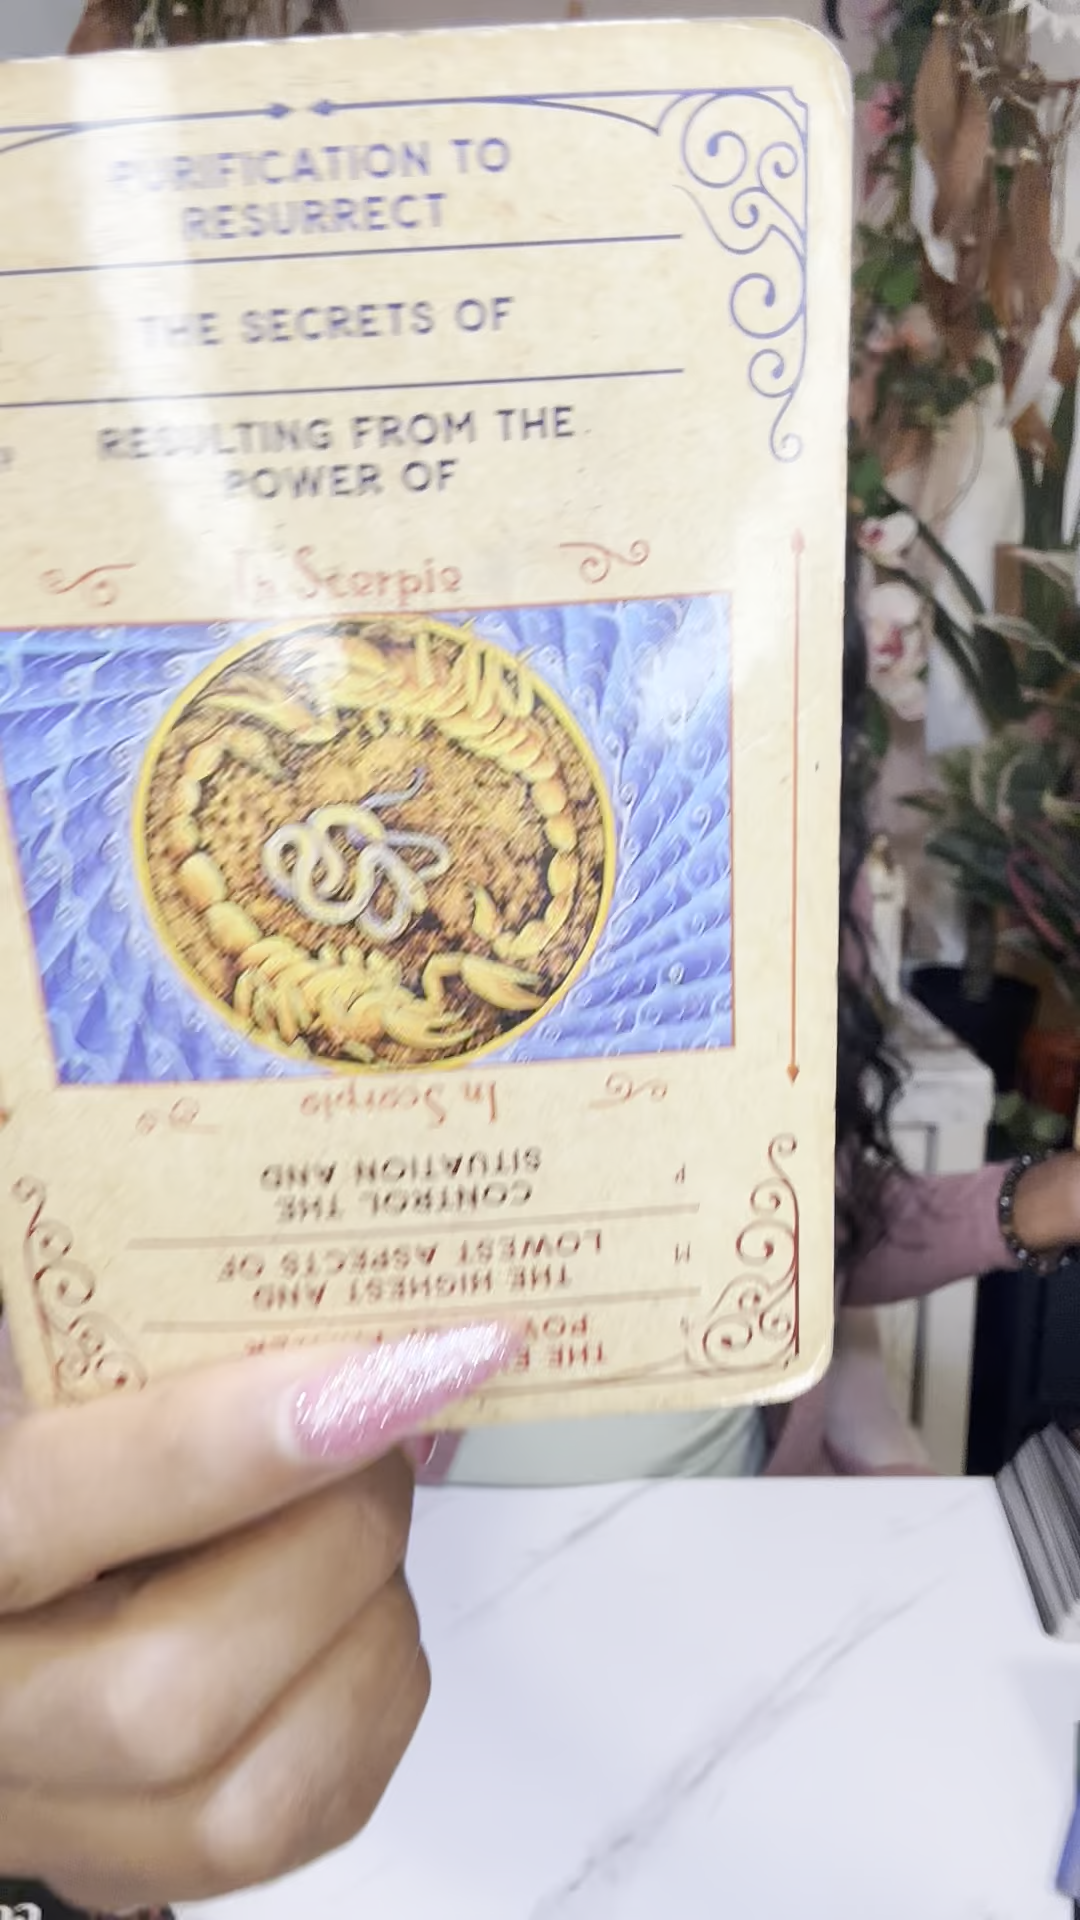 PURIFICATION TO
RESURRECT
THE SECRETS OF
RESULTING FROM THE
POWER OF
In Scorpio
In Scorpio
CONTROL THE
SITUATION AND
THE HIGHEST AND
LOWEST ASPECTS OF
THE